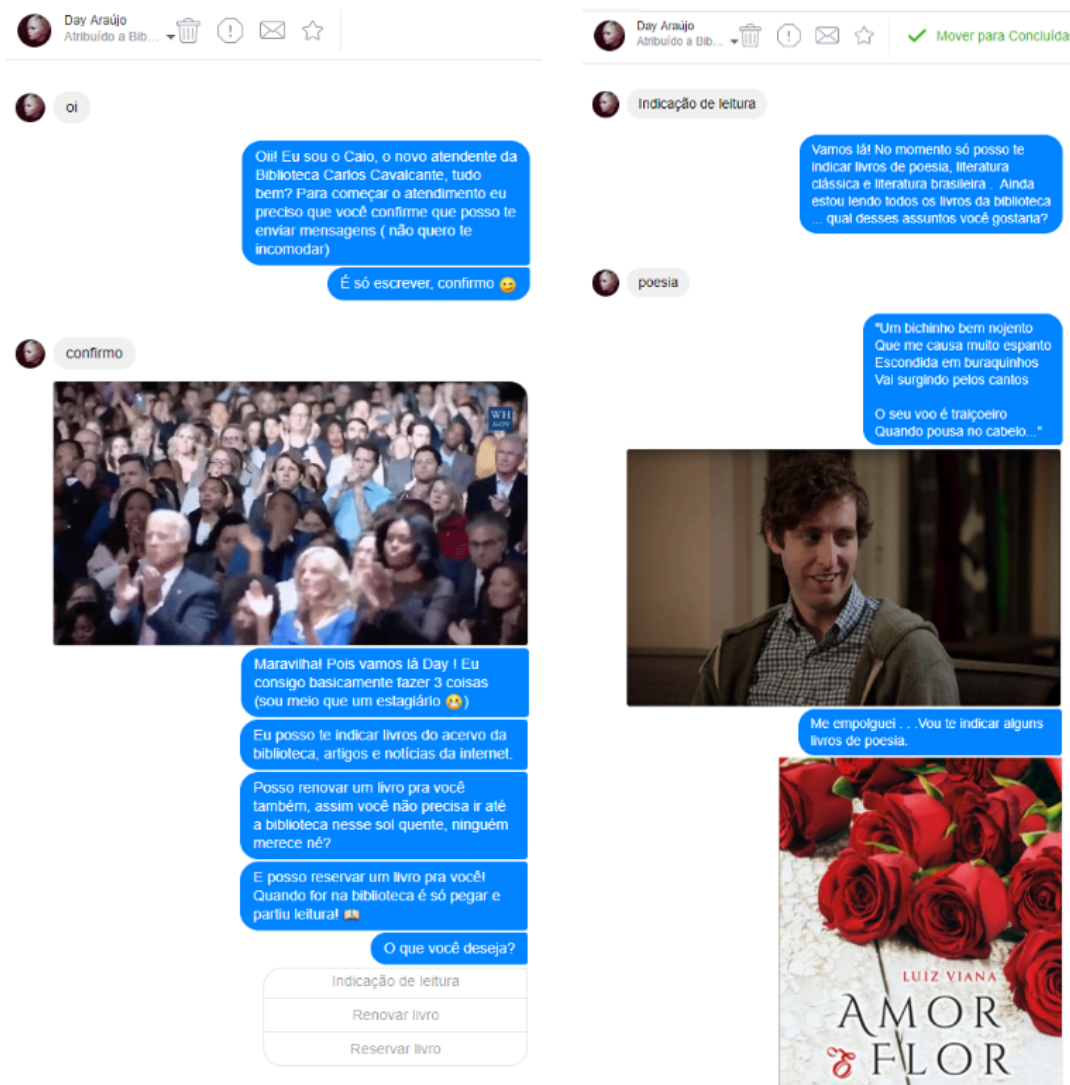 Day Araújo
Atribuído a Bib...
oi
Oii! Eu sou o Caio, o novo atendente da
Biblioteca Carlos Cavalcante, tudo
bem? Para começar o atendimento eu
preciso que você confirme que posso te
enviar mensagens ( não quero te
incomodar)
É só escrever, confirmo 😉
confirmo
WH
.GOV
Maravilha! Pois vamos lá Day ! Eu
consigo basicamente fazer 3 coisas
(sou meio que um estagiário 😬)
Eu posso te indicar livros do acervo da
biblioteca, artigos e notícias da internet.
Posso renovar um livro pra você
também, assim você não precisa ir até
a biblioteca nesse sol quente, ninguém
merece né?
E posso reservar um livro pra você!
Quando for na biblioteca é só pegar e
partiu leitura! 📖
O que você deseja?
Indicação de leitura
Renovar livro
Reservar livro
Day Araújo
Atribuído a Bib...
Mover para Concluída
Indicação de leitura
Vamos lá! No momento só posso te
indicar livros de poesia, literatura
clássica e literatura brasileira . Ainda
estou lendo todos os livros da biblioteca
... qual desses assuntos você gostaria?
poesia
"Um bichinho bem nojento
Que me causa muito espanto
Escondida em buraquinhos
Vai surgindo pelos cantos
O seu voo é traiçoeiro
Quando pousa no cabelo..."
Me empolguei . . .Vou te indicar alguns
livros de poesia.
LUIZ VIANA
AMOR
& FLOR